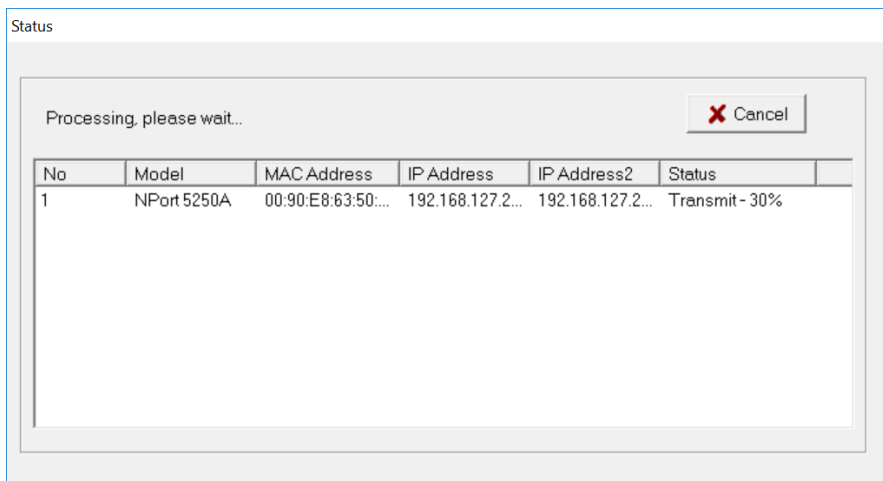 Status
Processing, please wait...
Cancel
No Model MAC Address IP Address IP Address2 Status
1 NPort 5250A 00:90:E8:63:50:... 192.168.127.2... 192.168.127.2... Transmit - 30%